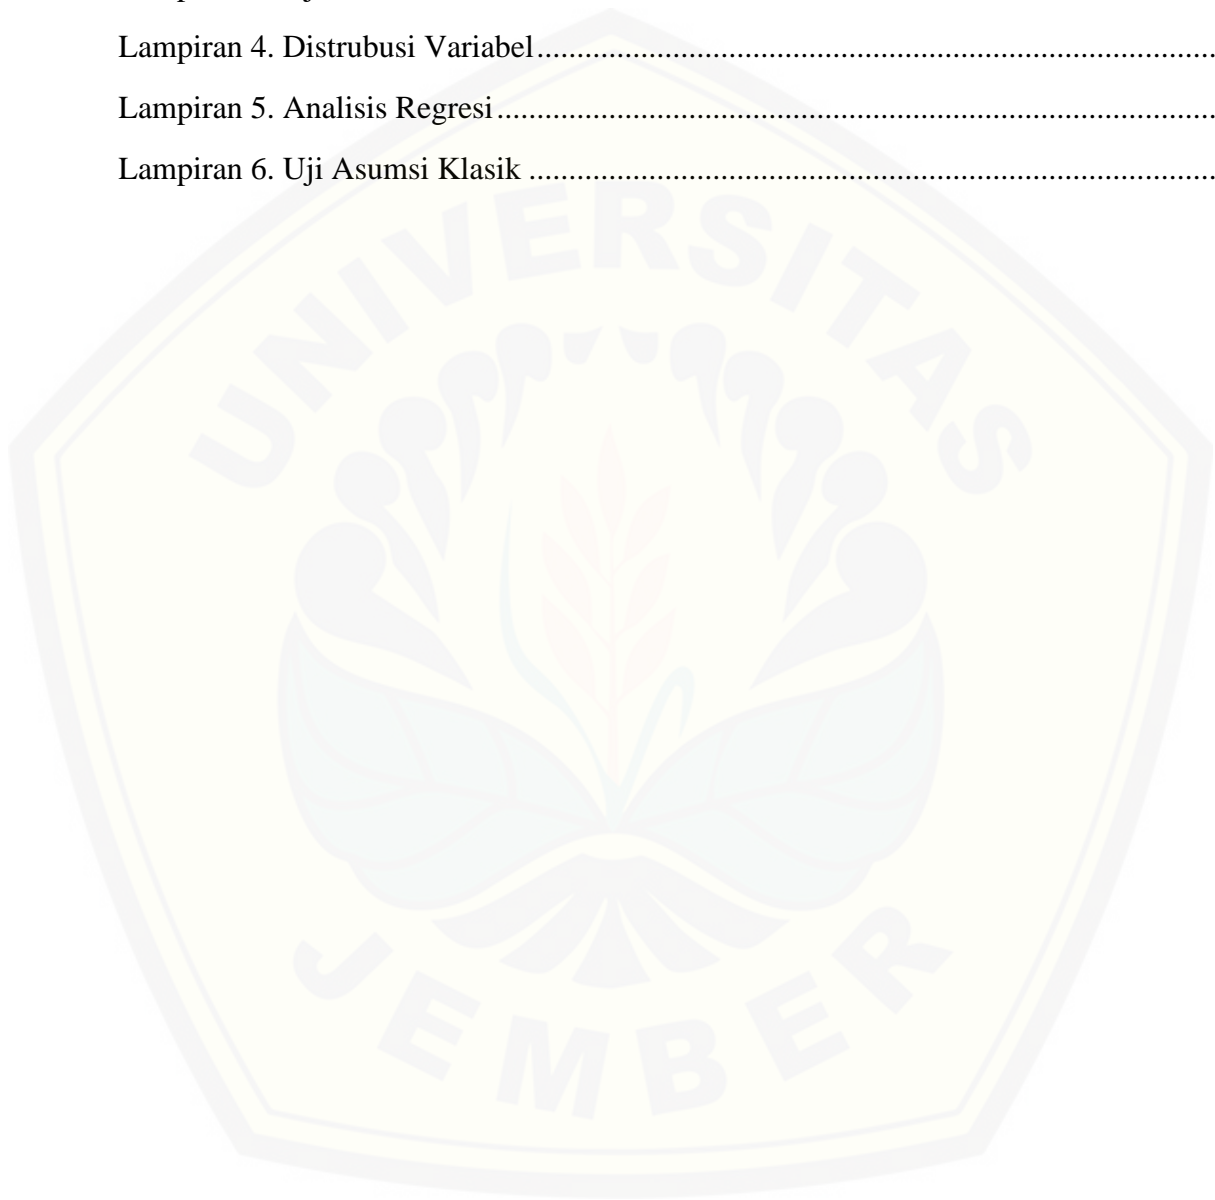 Lampiran 4. Distrubusi Variabel..........................................................................................
Lampiran 5. Analisis Regresi..........................................................................................
Lampiran 6. Uji Asumsi Klasik ..........................................................................................
UNIVERSITAS
JEMBER